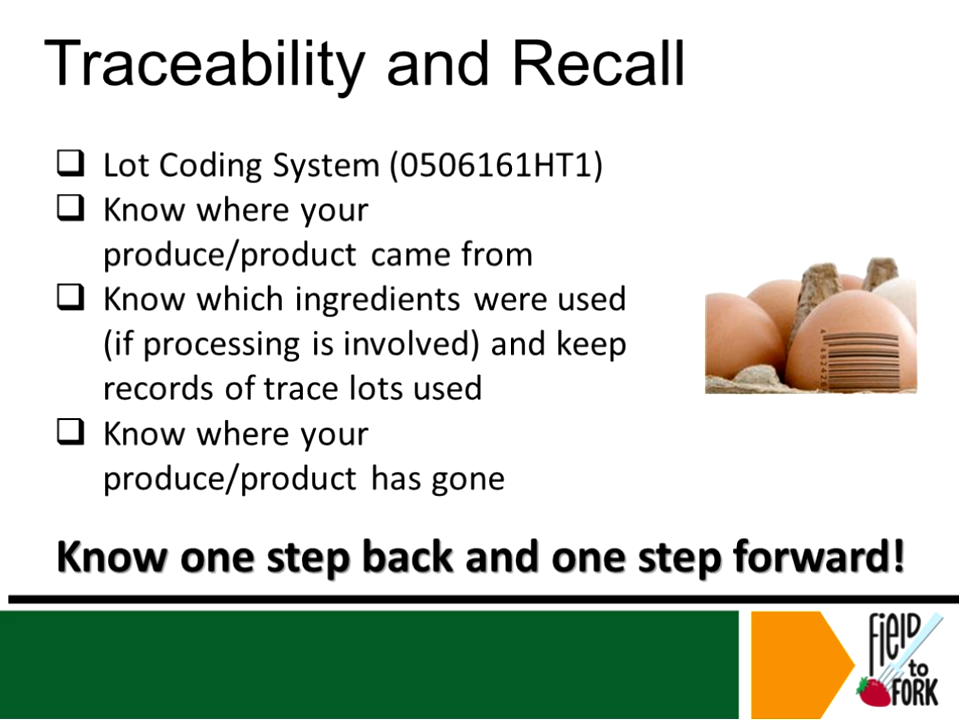 Traceability and Recall
Lot Coding System (0506161HT1)
Know where your
produce/product came from
Know which ingredients were used
(if processing is involved) and keep
records of trace lots used
Know where your
produce/product has gone
Know one step back and one step forward!
field
to
FORK